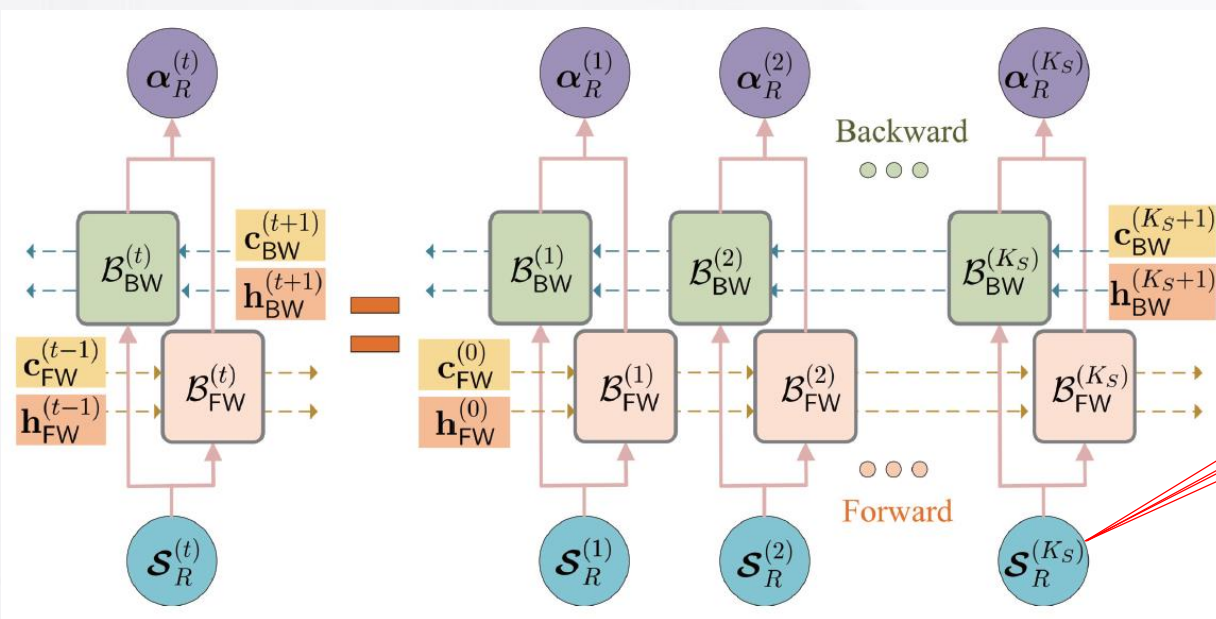 α_R^{(t)}
α_R^{(1)}
α_R^{(2)}
α_R^{(K_S)}
Backward
B_BW^{(t)}
c_BW^{(t+1)}
h_BW^{(t+1)}
B_BW^{(1)}
B_BW^{(2)}
B_BW^{(K_S)}
c_BW^{(K_S+1)}
h_BW^{(K_S+1)}
=
c_FW^{(t-1)}
h_FW^{(t-1)}
B_FW^{(t)}
c_FW^{(0)}
h_FW^{(0)}
B_FW^{(1)}
B_FW^{(2)}
B_FW^{(K_S)}
Forward
S_R^{(t)}
S_R^{(1)}
S_R^{(2)}
S_R^{(K_S)}